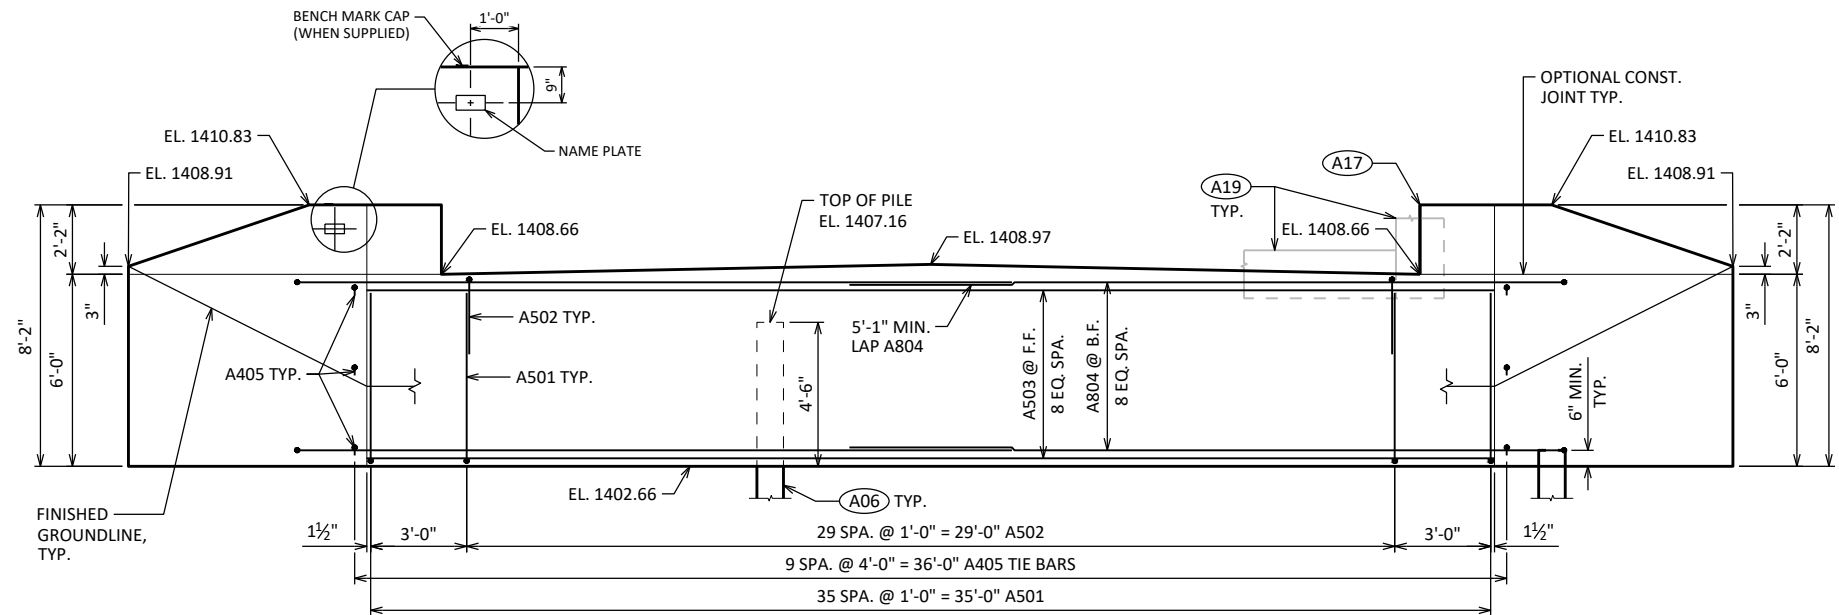 BENCH MARK CAP
(WHEN SUPPLIED)
1'-0"
9"
NAME PLATE
EL. 1410.83
EL. 1408.91
OPTIONAL CONST.
JOINT TYP.
EL. 1410.83
EL. 1408.91
A17
A19
TYP.
TOP OF PILE
EL. 1407.16
EL. 1408.66
EL. 1408.97
EL. 1408.66
8'-2"
2'-2"
3"
6'-0"
2'-2"
3"
6'-0"
8'-2"
A502 TYP.
5'-1" MIN.
LAP A804
A405 TYP.
A501 TYP.
4'-6"
A503 @ F.F.
8 EQ. SPA.
A804 @ B.F.
8 EQ. SPA.
6" MIN.
TYP.
FINISHED
GROUNDLINE,
TYP.
EL. 1402.66
A06 TYP.
1½"
3'-0"
29 SPA. @ 1'-0" = 29'-0" A502
3'-0"
1½"
9 SPA. @ 4'-0" = 36'-0" A405 TIE BARS
35 SPA. @ 1'-0" = 35'-0" A501